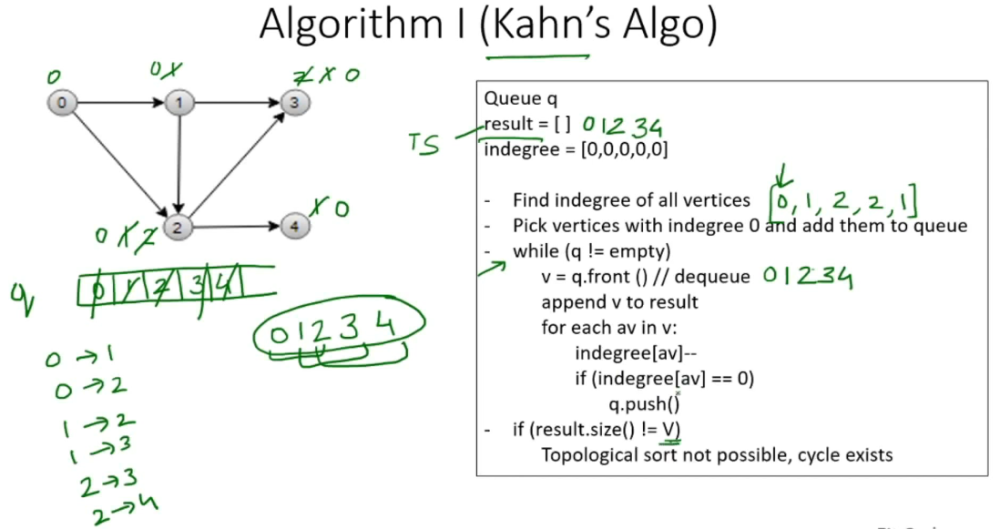 Algorithm I (Kahn's Algo)
0
0 1
2 1 0
0
1
3
2
4
0 1 2
1 0
q
0 1 2 3 4
0 1 2 3 4
0 → 1
0 → 2
1 → 2
1 → 3
2 → 3
2 → 4
TS
Queue q
result = [ ] 0 1 2 3 4
indegree = [0,0,0,0,0]
- Find indegree of all vertices [0, 1, 2, 2, 1]
- Pick vertices with indegree 0 and add them to queue
- while (q != empty)
v = q.front () // dequeue 0 1 2 3 4
append v to result
for each av in v:
indegree[av]--
if (indegree[av] == 0)
q.push()
- if (result.size() != V)
Topological sort not possible, cycle exists